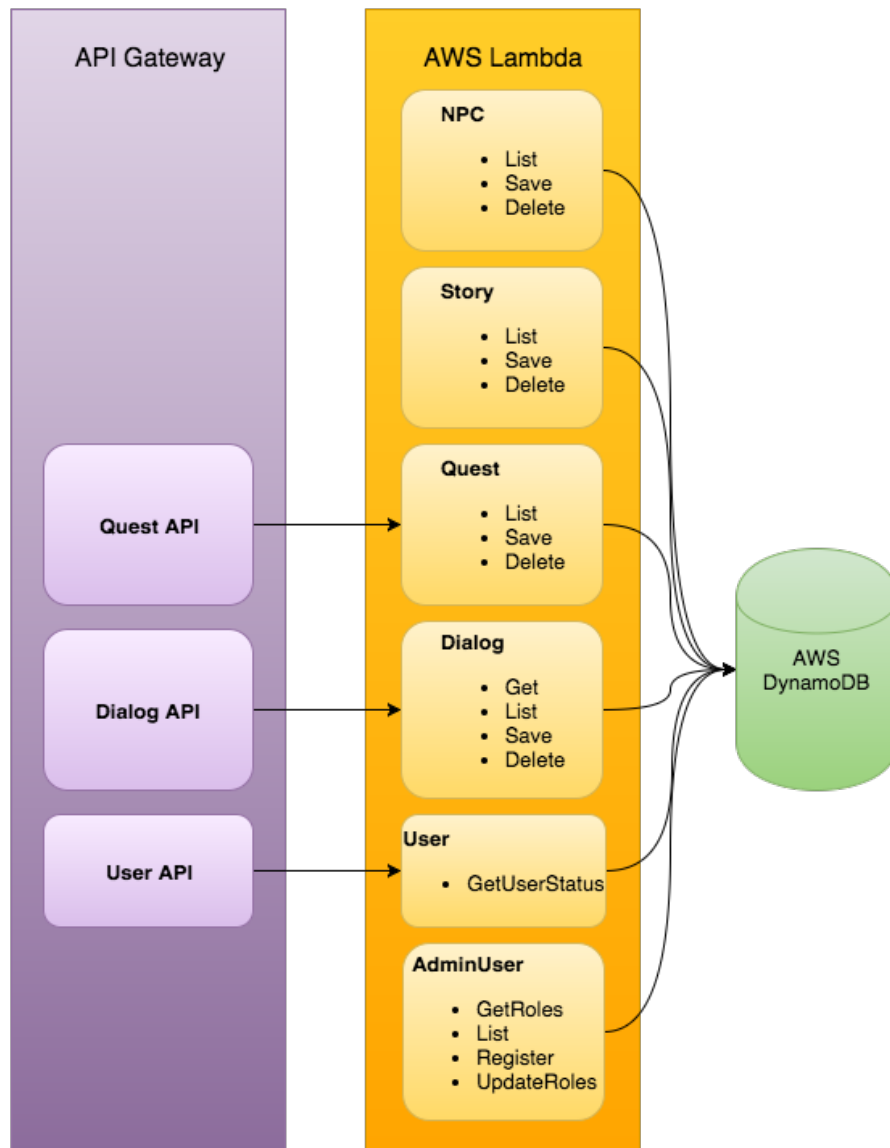 API Gateway
AWS Lambda
NPC
• List
• Save
• Delete
Story
• List
• Save
• Delete
Quest API
Quest
• List
• Save
• Delete
Dialog API
Dialog
• Get
• List
• Save
• Delete
User API
User
• GetUserStatus
AdminUser
• GetRoles
• List
• Register
• UpdateRoles
AWS
DynamoDB